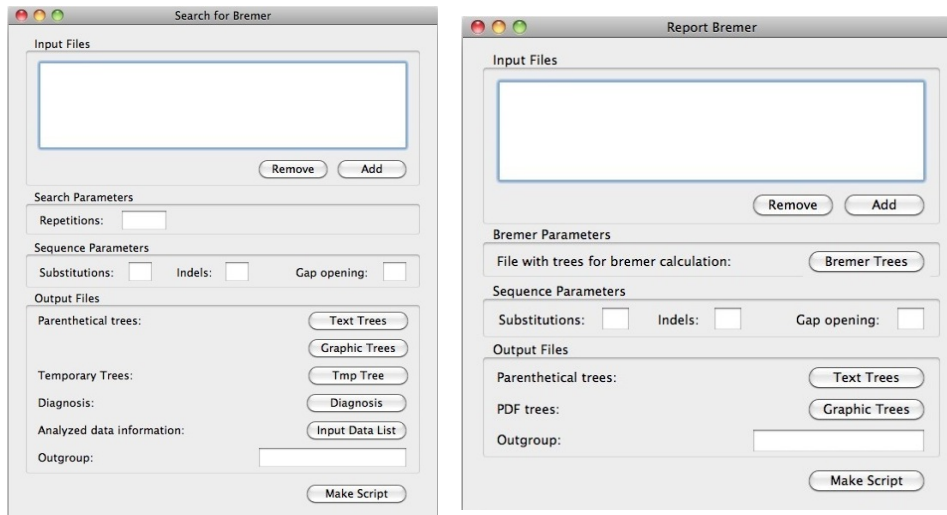 Search for Bremer
Input Files
Remove Add
Search Parameters
Repetitions:
Sequence Parameters
Substitutions: Indels: Gap opening:
Output Files
Parenthetical trees: Text Trees
Graphic Trees
Temporary Trees: Tmp Tree
Diagnosis: Diagnosis
Analyzed data information: Input Data List
Outgroup:
Make Script
Report Bremer
Input Files
Remove Add
Bremer Parameters
File with trees for bremer calculation: Bremer Trees
Sequence Parameters
Substitutions: Indels: Gap opening:
Output Files
Parenthetical trees: Text Trees
PDF trees: Graphic Trees
Outgroup:
Make Script